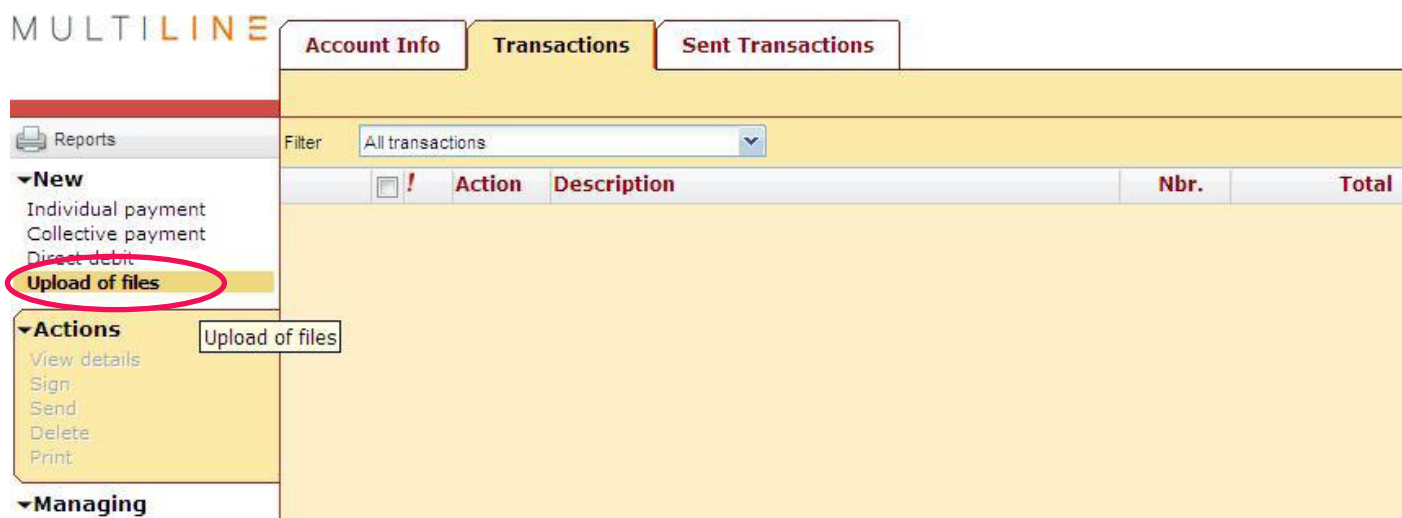 MULTILINE
Account Info Transactions Sent Transactions
Reports
Filter All transactions
! Action Description Nbr. Total
New
Individual payment
Collective payment
Direct debit
Upload of files
Actions
Upload of files
View details
Sign
Send
Delete
Print
Managing